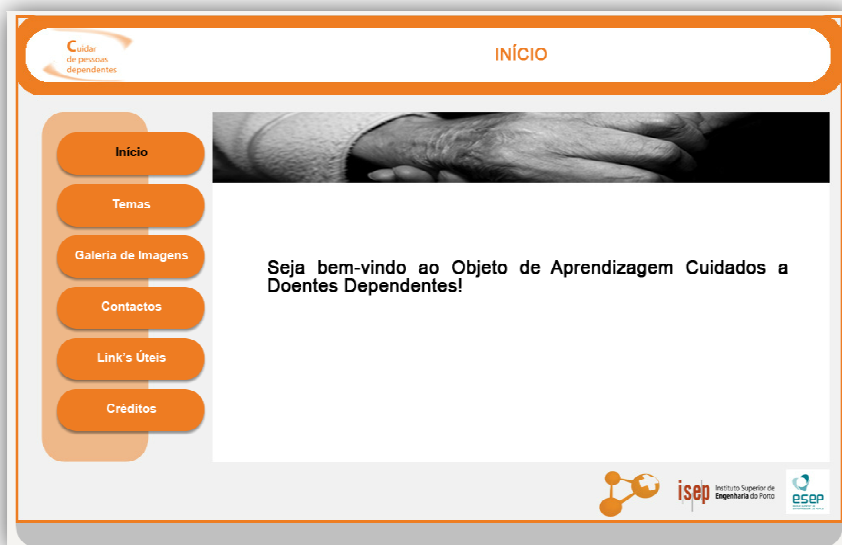 Cuidar
de pessoas
dependentes
INÍCIO
Início
Temas
Galeria de Imagens
Contactos
Link's Úteis
Créditos
Seja bem-vindo ao Objeto de Aprendizagem Cuidados a
Doentes Dependentes!
isep
Instituto Superior de
Engenharia do Porto
esep